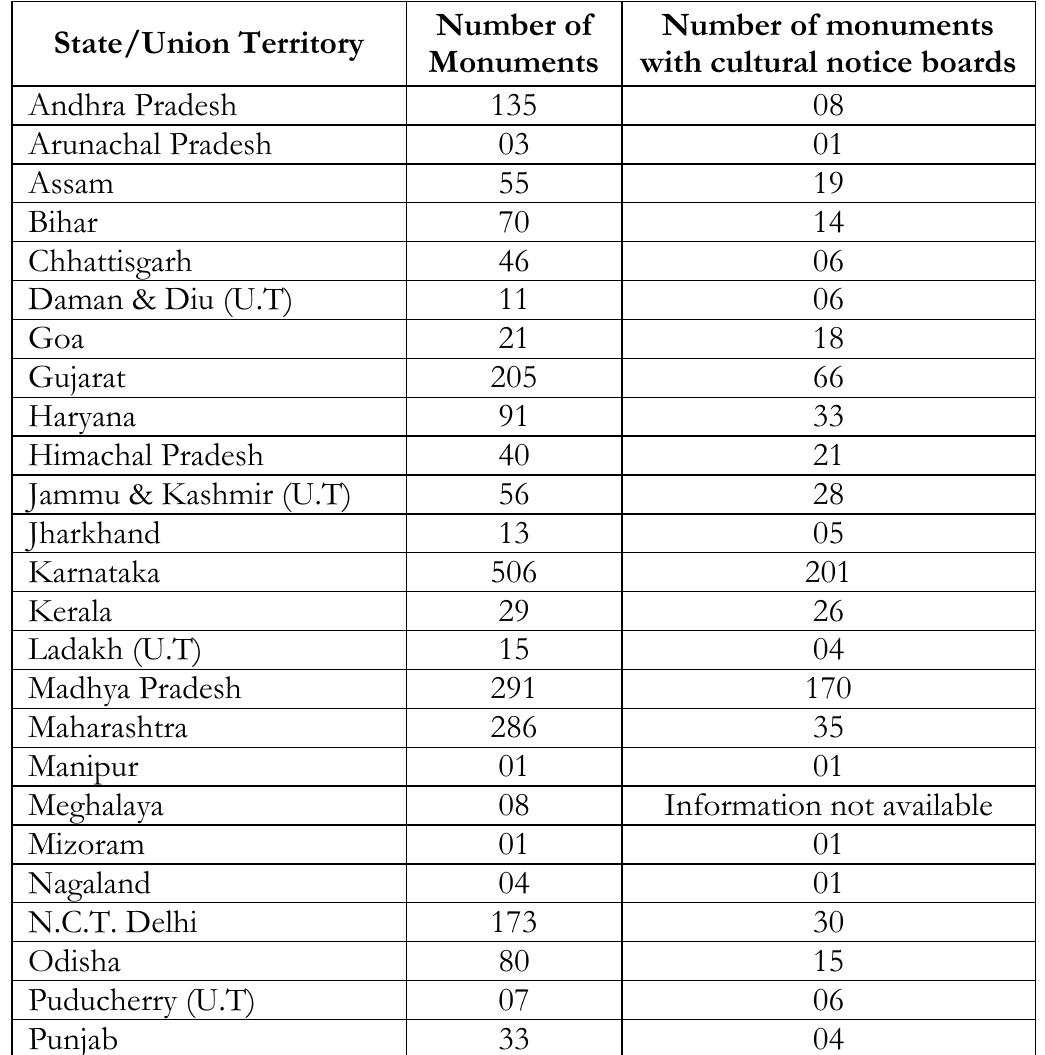 State/Union Territory Number of Monuments Number of monuments with cultural notice boards
Andhra Pradesh 135 08
Arunachal Pradesh 03 01
Assam 55 19
Bihar 70 14
Chhattisgarh 46 06
Daman & Diu (U.T) 11 06
Goa 21 18
Gujarat 205 66
Haryana 91 33
Himachal Pradesh 40 21
Jammu & Kashmir (U.T) 56 28
Jharkhand 13 05
Karnataka 506 201
Kerala 29 26
Ladakh (U.T) 15 04
Madhya Pradesh 291 170
Maharashtra 286 35
Manipur 01 01
Meghalaya 08 Information not available
Mizoram 01 01
Nagaland 04 01
N.C.T. Delhi 173 30
Odisha 80 15
Puducherry (U.T) 07 06
Punjab 33 04